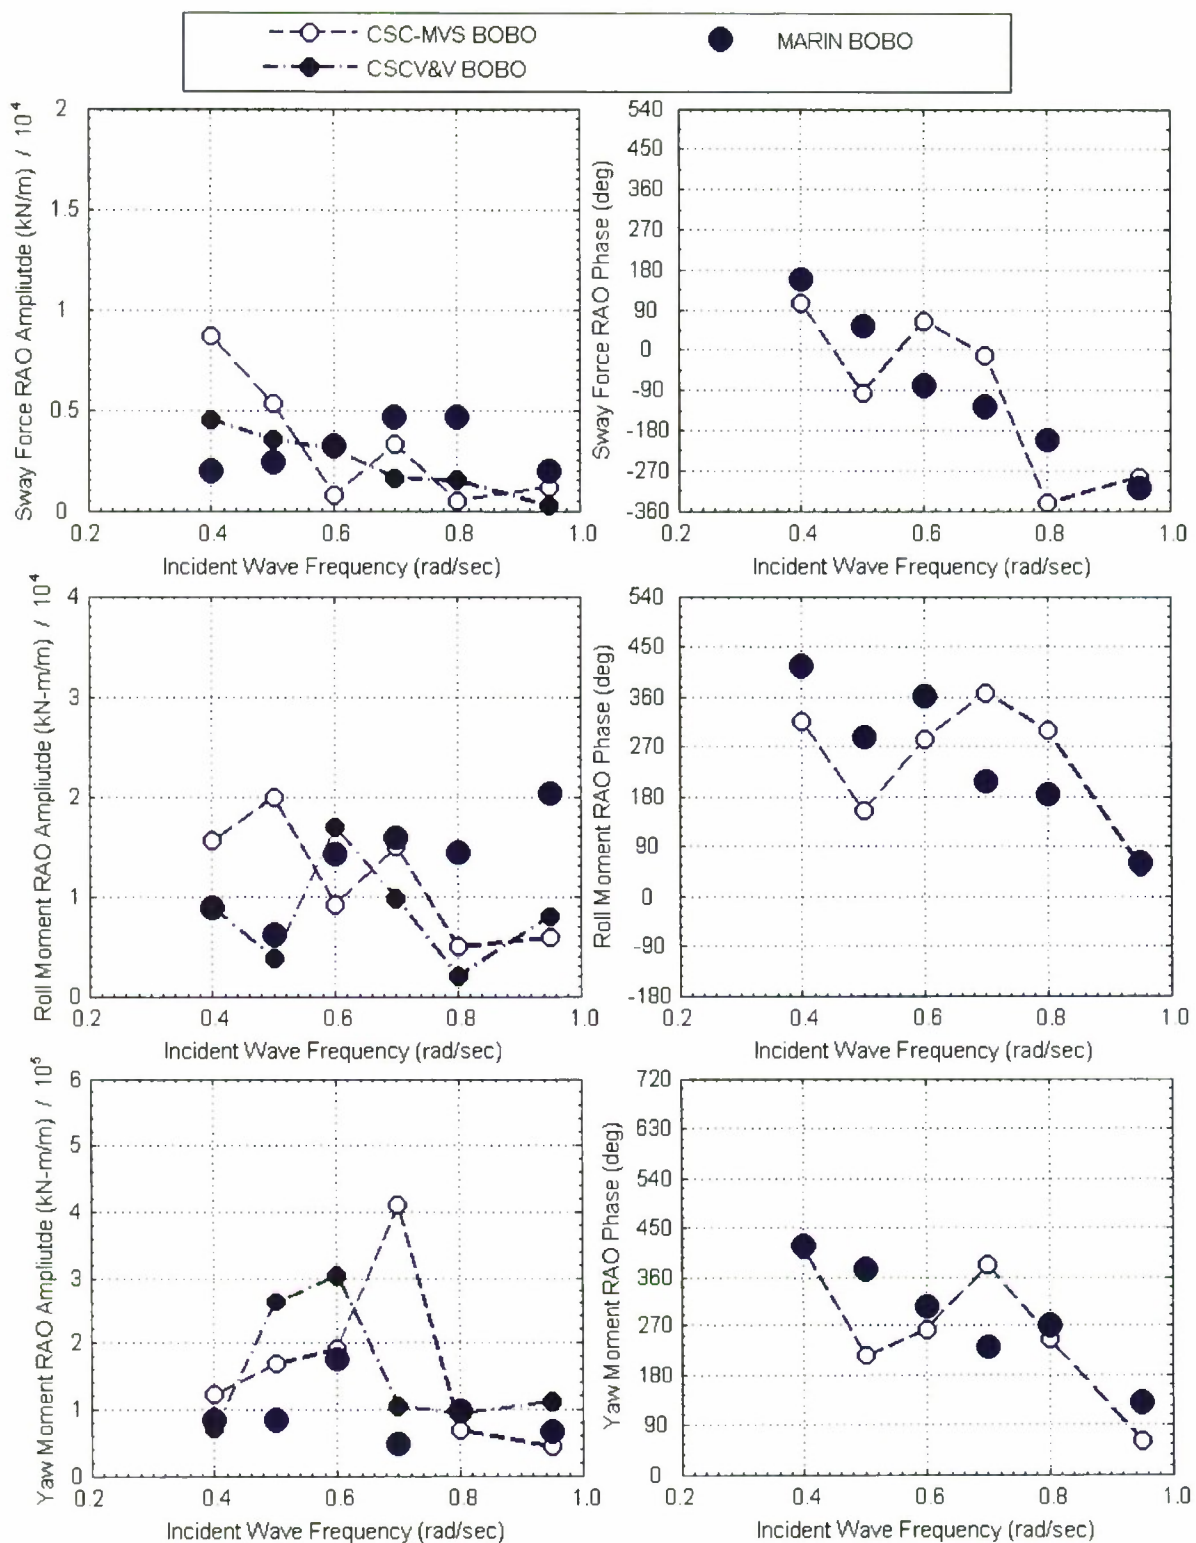 CSC-MVS BOBO
MARIN BOBO
CSCV&V BOBO
Sway Force RAO Ampliutde (kN/m) / 10^4
2
1.5
1
0.5
0
0.2 0.4 0.6 0.8 1.0
Incident Wave Frequency (rad/sec)
Sway Force RAO Phase (deg)
540
450
360
270
180
90
0
-90
-180
-270
-360
0.2 0.4 0.6 0.8 1.0
Incident Wave Frequency (rad/sec)
Roll Moment RAO Ampliutde (kN-m/m) / 10^4
4
3
2
1
0
0.2 0.4 0.6 0.8 1.0
Incident Wave Frequency (rad/sec)
Roll Moment RAO Phase (deg)
540
450
360
270
180
90
0
-90
-180
0.2 0.4 0.6 0.8 1.0
Incident Wave Frequency (rad/sec)
Yaw Moment RAO Ampliutde (kN-m/m) / 10^5
6
5
4
3
2
1
0
0.2 0.4 0.6 0.8 1.0
Incident Wave Frequency (rad/sec)
Yaw Moment RAO Phase (deg)
720
630
540
450
360
270
180
90
0
0.2 0.4 0.6 0.8 1.0
Incident Wave Frequency (rad/sec)